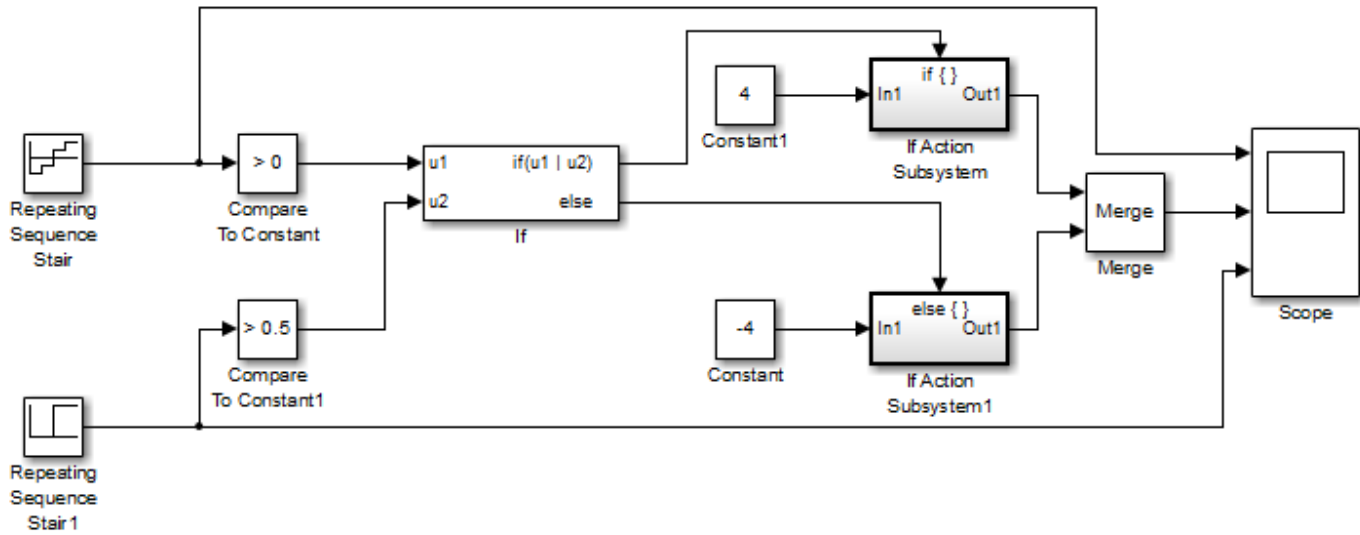 if { }
In1 Out1
If Action
Subsystem
4
Constant1
> 0
Compare
To Constant
Repeating
Sequence
Stair
u1 if(u1 | u2)
u2 else
If
Merge
Merge
Scope
> 0.5
Compare
To Constant1
-4
Constant
else { }
In1 Out1
If Action
Subsystem1
Repeating
Sequence
Stair1